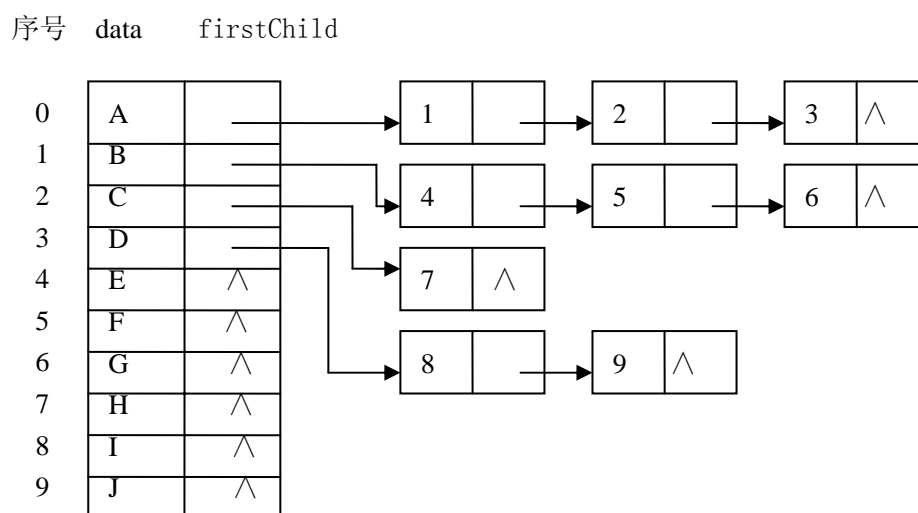 序号 data firstChild
0 A 1 2 3 ∧
1 B
2 C 4 5 6 ∧
3 D
4 E ∧ 7 ∧
5 F ∧
6 G ∧ 8 9 ∧
7 H ∧
8 I ∧
9 J ∧